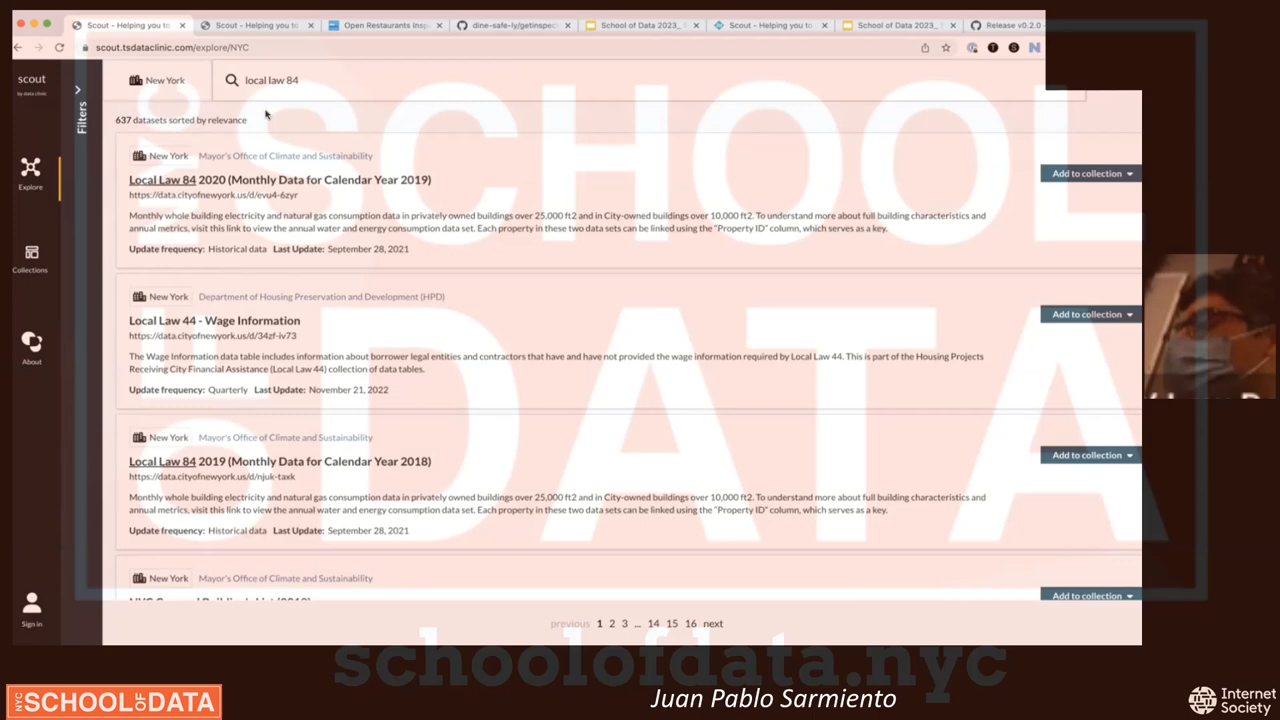 Scout - Helping you to
Scout - Helping you to
Open Restaurants Insp
dine-safe-ly/getinspec
School of Data 2023_
Scout - Helping you to
School of Data 2023_
Release v0.2.0
scout.tsdataclinic.com/explore/NYC
scout
by data clinic
Filters
Explore
Collections
About
Sign in
New York
local law 84
637 datasets sorted by relevance
New York Mayor's Office of Climate and Sustainability
Local Law 84 2020 (Monthly Data for Calendar Year 2019)
Add to collection
https://data.cityofnewyork.us/d/evu4-6zyr
Monthly whole building electricity and natural gas consumption data in privately owned buildings over 25,000 ft2 and in City-owned buildings over 10,000 ft2. To understand more about full building characteristics and
annual metrics, visit this link to view the annual water and energy consumption data set. Each property in these two data sets can be linked using the "Property ID" column, which serves as a key.
Update frequency: Historical data Last Update: September 28, 2021
New York Department of Housing Preservation and Development (HPD)
Local Law 44 - Wage Information
Add to collection
https://data.cityofnewyork.us/d/34zf-iv73
The Wage Information data table includes information about borrower legal entities and contractors that have and have not provided the wage information required by Local Law 44. This is part of the Housing Projects
Receiving City Financial Assistance (Local Law 44) collection of data tables.
Update frequency: Quarterly Last Update: November 21, 2022
New York Mayor's Office of Climate and Sustainability
Local Law 84 2019 (Monthly Data for Calendar Year 2018)
Add to collection
https://data.cityofnewyork.us/d/njuk-taxk
Monthly whole building electricity and natural gas consumption data in privately owned buildings over 25,000 ft2 and in City-owned buildings over 10,000 ft2. To understand more about full building characteristics and
annual metrics, visit this link to view the annual water and energy consumption data set. Each property in these two data sets can be linked using the "Property ID" column, which serves as a key.
Update frequency: Historical data Last Update: September 28, 2021
New York Mayor's Office of Climate and Sustainability
Add to collection
previous 1 2 3 ... 14 15 16 next
SCHOOL
OF
DATA
schoolofdata.nyc
NYC SCHOOL OF DATA
Juan Pablo Sarmiento
Internet
Society